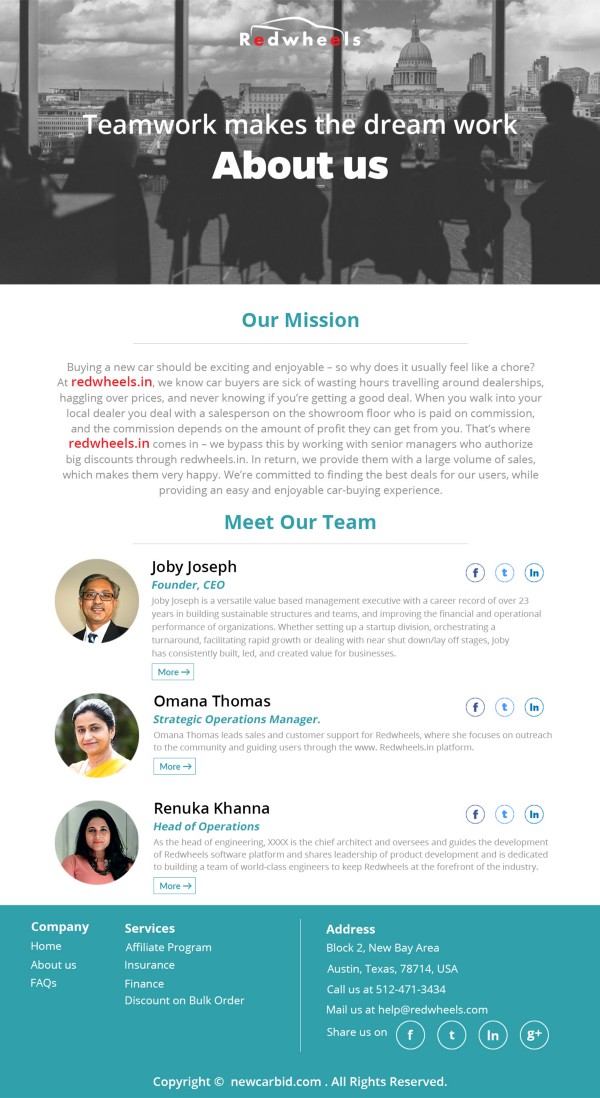 Redwheels
Teamwork makes the dream work
About us
Our Mission
Buying a new car should be exciting and enjoyable – so why does it usually feel like a chore?
At redwheels.in, we know car buyers are sick of wasting hours travelling around dealerships,
haggling over prices, and never knowing if you're getting a good deal. When you walk into your
local dealer you deal with a salesperson on the showroom floor who is paid on commission,
and the commission depends on the amount of profit they can get from you. That's where
redwheels.in comes in – we bypass this by working with senior managers who authorize
big discounts through redwheels.in. In return, we provide them with a large volume of sales,
which makes them very happy. We're committed to finding the best deals for our users, while
providing an easy and enjoyable car-buying experience.
Meet Our Team
Joby Joseph
f t in
Founder, CEO
Joby Joseph is a versatile value based management executive with a career record of over 23
years in building sustainable structures and teams, and improving the financial and operational
performance of organizations. Whether setting up a startup division, orchestrating a
turnaround, facilitating rapid growth or dealing with near shut down/lay off stages, Joby
has consistently built, led, and created value for businesses.
More →
Omana Thomas
f t in
Strategic Operations Manager.
Omana Thomas leads sales and customer support for Redwheels, where she focuses on outreach
to the community and guiding users through the www. Redwheels.in platform.
More →
Renuka Khanna
f t in
Head of Operations
As the head of engineering, XXXX is the chief architect and oversees and guides the development
of Redwheels software platform and shares leadership of product development and is dedicated
to building a team of world-class engineers to keep Redwheels at the forefront of the industry.
More →
Company
Home
About us
FAQs
Services
Affiliate Program
Insurance
Finance
Discount on Bulk Order
Address
Block 2, New Bay Area
Austin, Texas, 78714, USA
Call us at 512-471-3434
Mail us at help@redwheels.com
Share us on f t in g+
Copyright © newcarbid.com . All Rights Reserved.